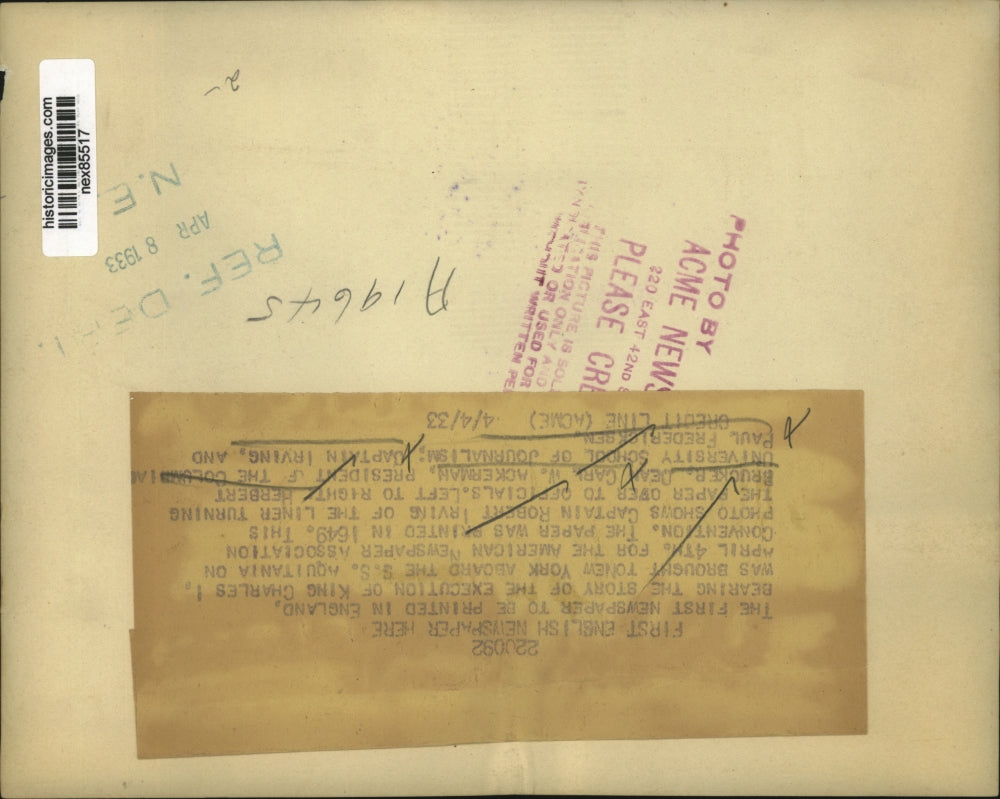 historicimages.com
nex85517
2-
N.E.
APR 8 1933
REF. DEPT.
A19645
PHOTO BY
ACME NEWS
220 EAST 42ND S
PLEASE CRE
THIS PICTURE IS SOL
ICATION ONLY AND
OR USED FOR
WITHOUT WRITTEN PE
220092
FIRST ENGLISH NEWSPAPER HERE
THE FIRST NEWSPAPER TO BE PRINTED IN ENGLAND,
BEARING THE STORY OF THE EXECUTION OF KING CHARLES I.
WAS BROUGHT TONEW YORK ABOARD THE S.S. AQUITANIA ON
APRIL 4TH. FOR THE AMERICAN NEWSPAPER ASSOCIATION
CONVENTION. THE PAPER WAS PRINTED IN 1649. THIS
PHOTO SHOWS CAPTAIN ROBERT IRVING OF THE LINER TURNING
THE PAPER OVER TO OFFICIALS.LEFT TO RIGHT, HERBERT
BRUCKER. DEAN CARL W. ACKERMAN, PRESIDENT OF THE COLUMBIA
UNIVERSITY SCHOOL OF JOURNALISM; CAPTAIN IRVING, AND
PAUL FREDERICKSEN.
CREDIT LINE (ACME) 4/4/33